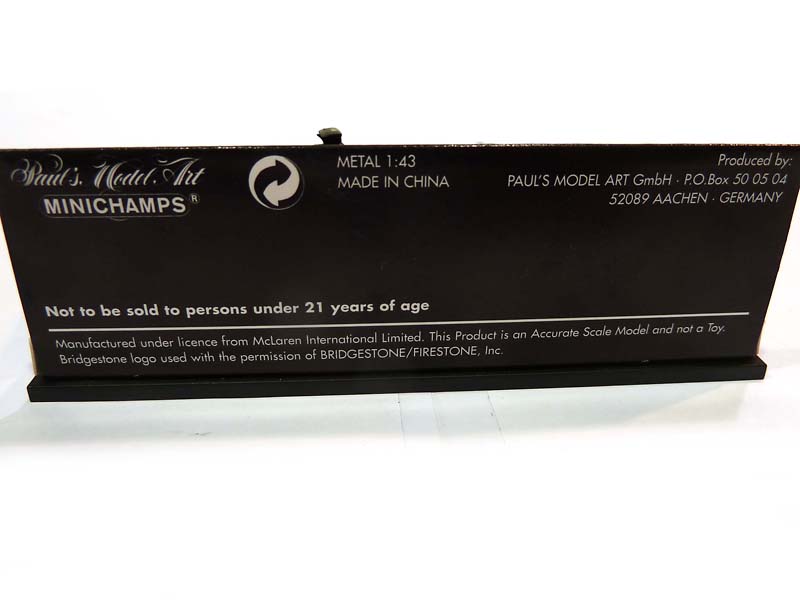 Paul's Model Art
MINICHAMPS®
METAL 1:43
MADE IN CHINA
Produced by:
PAUL'S MODEL ART GmbH · P.O.Box 50 05 04
52089 AACHEN · GERMANY
Not to be sold to persons under 21 years of age
Manufactured under licence from McLaren International Limited. This Product is an Accurate Scale Model and not a Toy.
Bridgestone logo used with the permission of BRIDGESTONE/FIRESTONE, Inc.